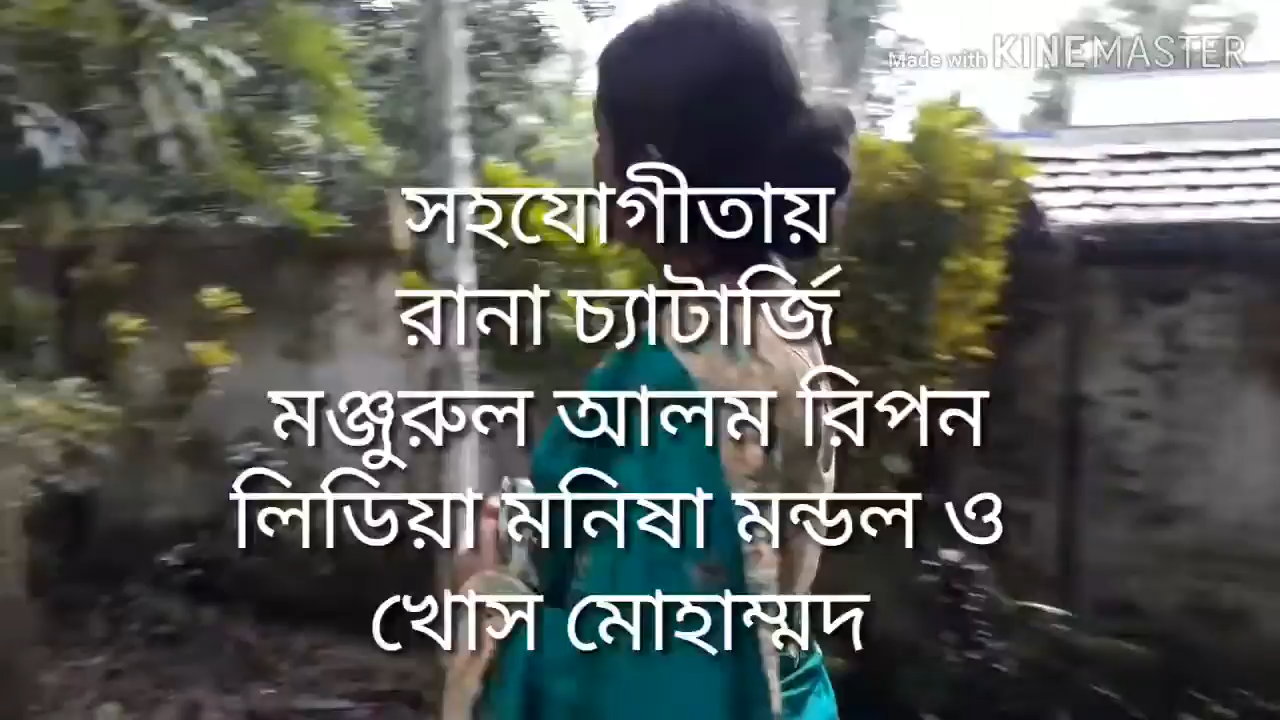 Made with KINEMASTER
সহযোগীতায়
রানা চ্যাটার্জি
মঞ্জুরুল আলম রিপন
লিডিয়া মনিষা মন্ডল ও
খোস মোহাম্মদ